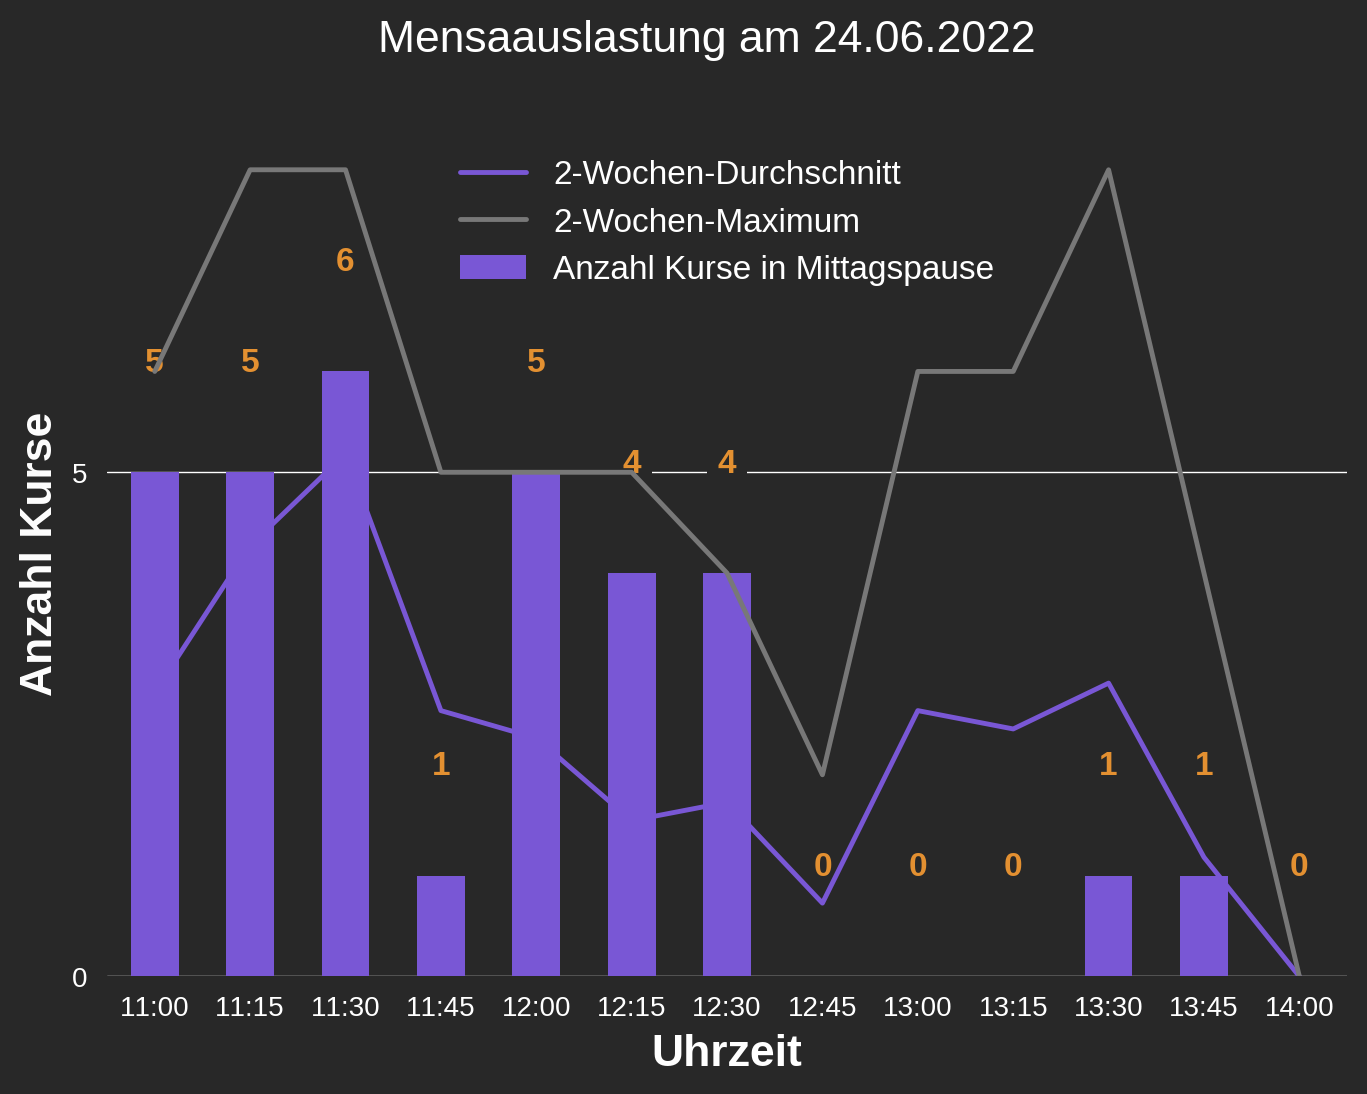 Mensaauslastung am 24.06.2022
2-Wochen-Durchschnitt
2-Wochen-Maximum
Anzahl Kurse in Mittagspause
6
5
5
5
4
4
1
1
1
0
0
0
0
Anzahl Kurse
5
0
11:00 11:15 11:30 11:45 12:00 12:15 12:30 12:45 13:00 13:15 13:30 13:45 14:00
Uhrzeit